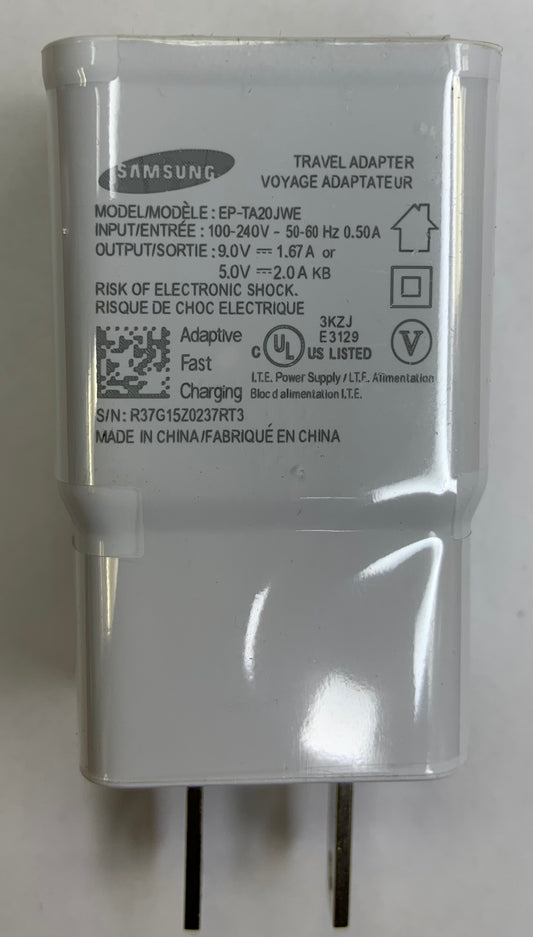 SAMSUNG
TRAVEL ADAPTER
VOYAGE ADAPTATEUR
MODEL/MODÈLE : EP-TA20JWE
INPUT/ENTRÉE : 100-240V ~ 50-60 Hz 0.50A
OUTPUT/SORTIE : 9.0V ⎓ 1.67A or
5.0V ⎓ 2.0A KB
RISK OF ELECTRONIC SHOCK.
RISQUE DE CHOC ELECTRIQUE
Adaptive
Fast
Charging
3KZJ
E3129
C UL US LISTED
V
I.T.E. Power Supply / I.T.E. Alimentation
Bloc d alimentation I.T.E.
S/N: R37G15Z0237RT3
MADE IN CHINA/FABRIQUÉ EN CHINA